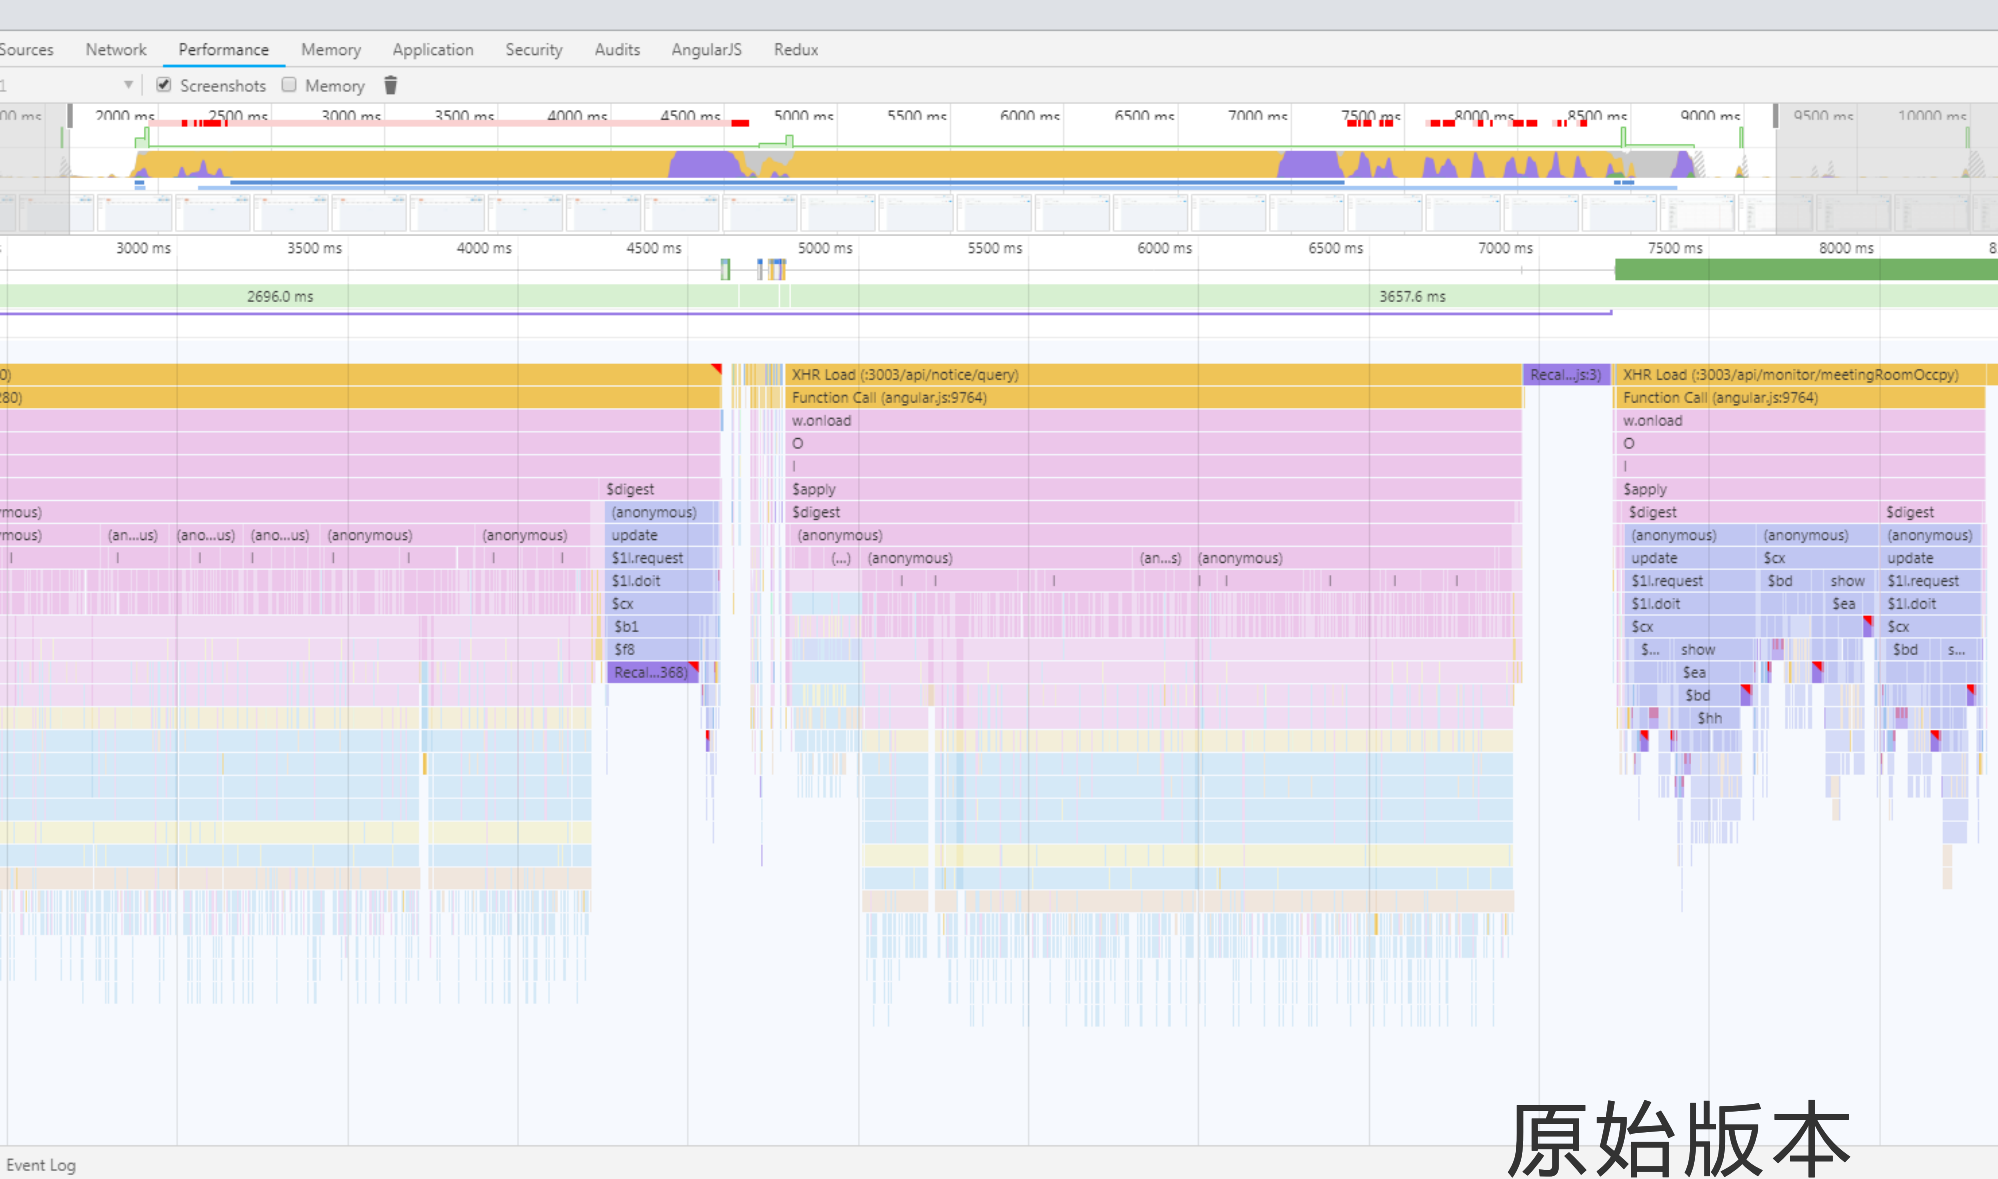 Sources Network Performance Memory Application Security Audits AngularJS Redux
1 Screenshots Memory
00 ms 2000 ms 2500 ms 3000 ms 3500 ms 4000 ms 4500 ms 5000 ms 5500 ms 6000 ms 6500 ms 7000 ms 7500 ms 8000 ms 8500 ms 9000 ms 9500 ms 10000 ms
3000 ms 3500 ms 4000 ms 4500 ms 5000 ms 5500 ms 6000 ms 6500 ms 7000 ms 7500 ms 8000 ms 8
2696.0 ms 3657.6 ms
0) XHR Load (:3003/api/notice/query) Recal...js:3) XHR Load (:3003/api/monitor/meetingRoomOccpy)
280) Function Call (angular.js:9764) Function Call (angular.js:9764)
w.onload w.onload
O O
l l
$digest $apply $apply
ymous) (anonymous) $digest $digest $digest
ymous) (an...us) (ano...us) (ano...us) (anonymous) (anonymous) update (anonymous) (anonymous) (anonymous) (anonymous)
l l l l l l l l $1l.request (...) (anonymous) (an...s) (anonymous) update $cx update
$1l.doit l l l l l l l l $1l.request $bd show $1l.request
$cx $1l.doit $ea $1l.doit
$b1 $cx $cx
$f8 $... show $bd s...
Recal...368) $ea
$bd
$hh
Event Log
原始版本